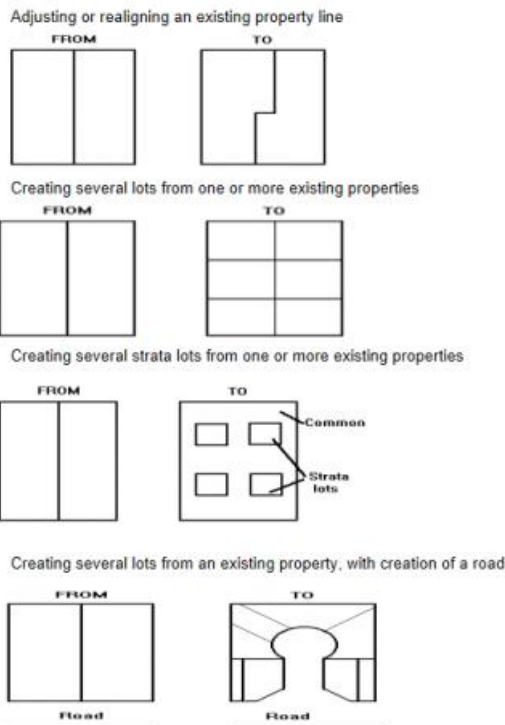 Adjusting or realigning an existing property line
FROM TO
Creating several lots from one or more existing properties
FROM TO
Creating several strata lots from one or more existing properties
FROM TO
Common
Strata
lots
Creating several lots from an existing property, with creation of a road
FROM TO
Road Road